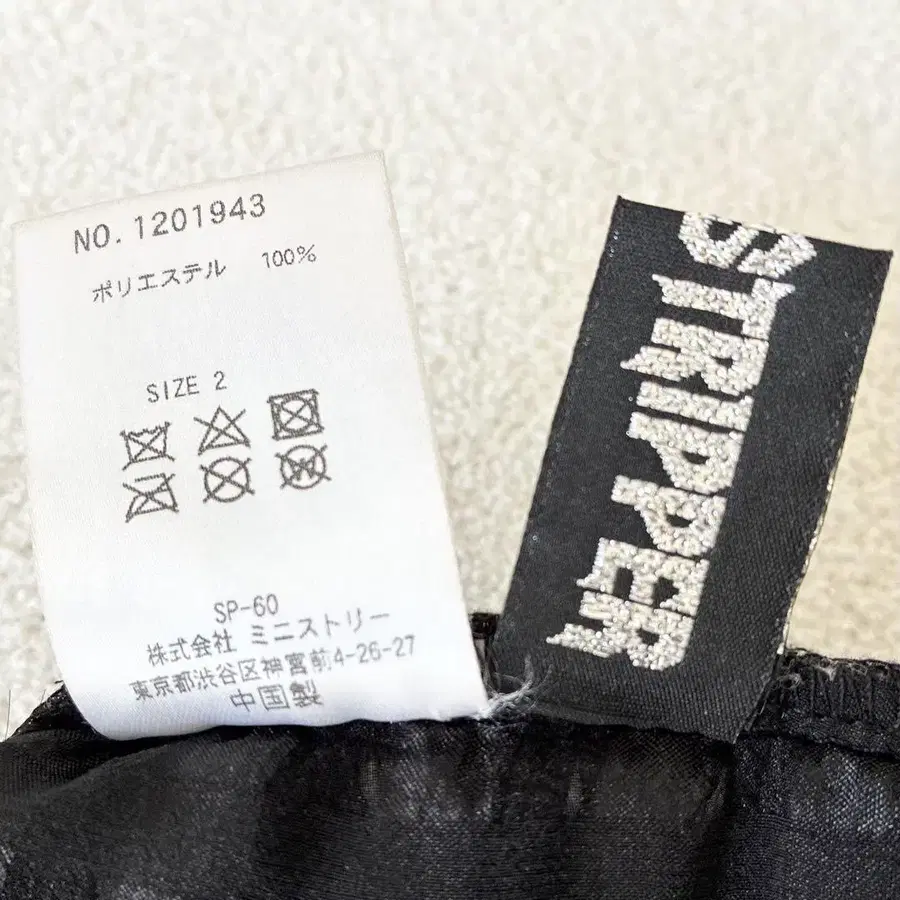 NO. 1201943
ポリエステル 100%
SIZE 2
SP-60
株式会社 ミニストリー
東京都渋谷区神宮前4-26-27
中国製
STRIPPER